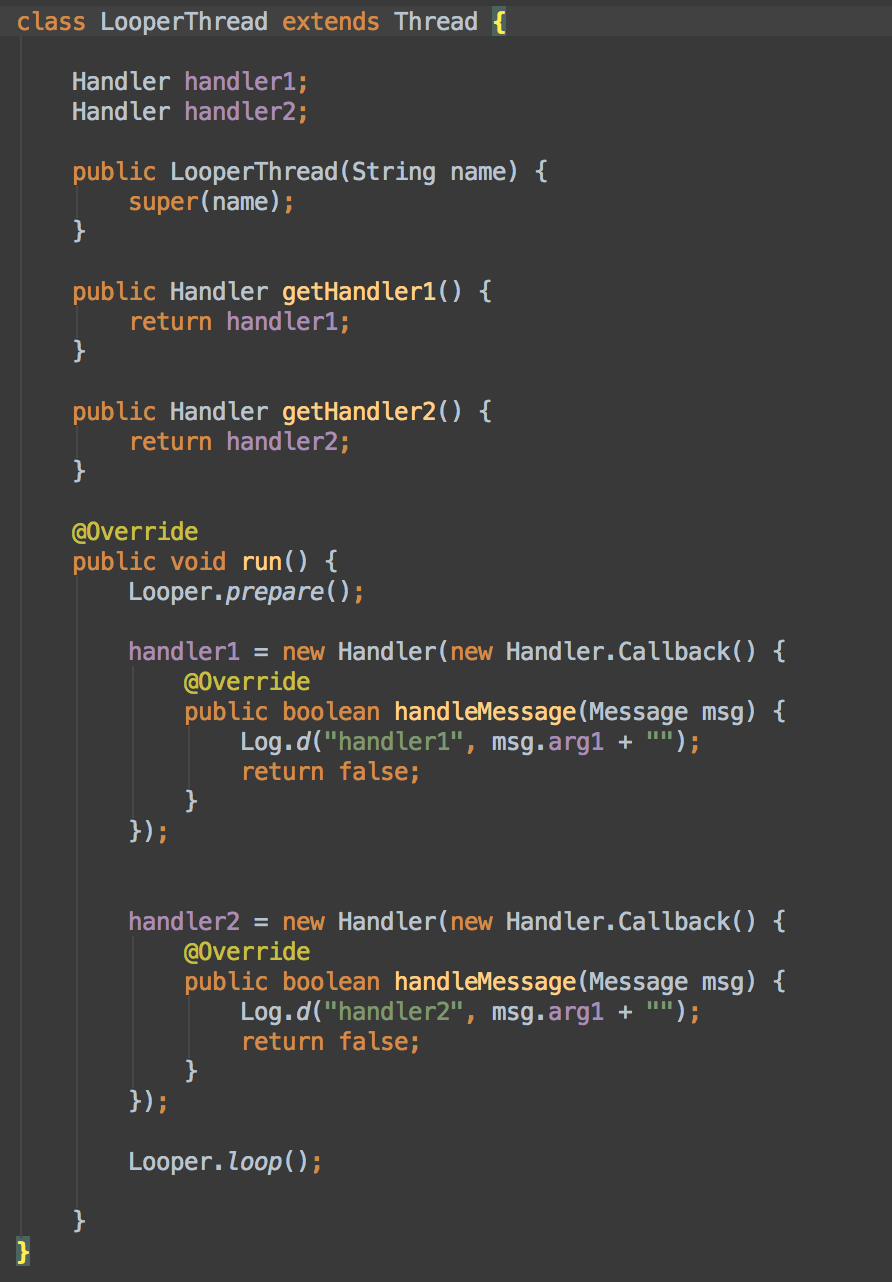 class LooperThread extends Thread {
    Handler handler1;
    Handler handler2;
    public LooperThread(String name) {
        super(name);
    }
    public Handler getHandler1() {
        return handler1;
    }
    public Handler getHandler2() {
        return handler2;
    }
    @Override
    public void run() {
        Looper.prepare();
        handler1 = new Handler(new Handler.Callback() {
            @Override
            public boolean handleMessage(Message msg) {
                Log.d("handler1", msg.arg1 + "");
                return false;
            }
        });
        handler2 = new Handler(new Handler.Callback() {
            @Override
            public boolean handleMessage(Message msg) {
                Log.d("handler2", msg.arg1 + "");
                return false;
            }
        });
        Looper.loop();
    }
}